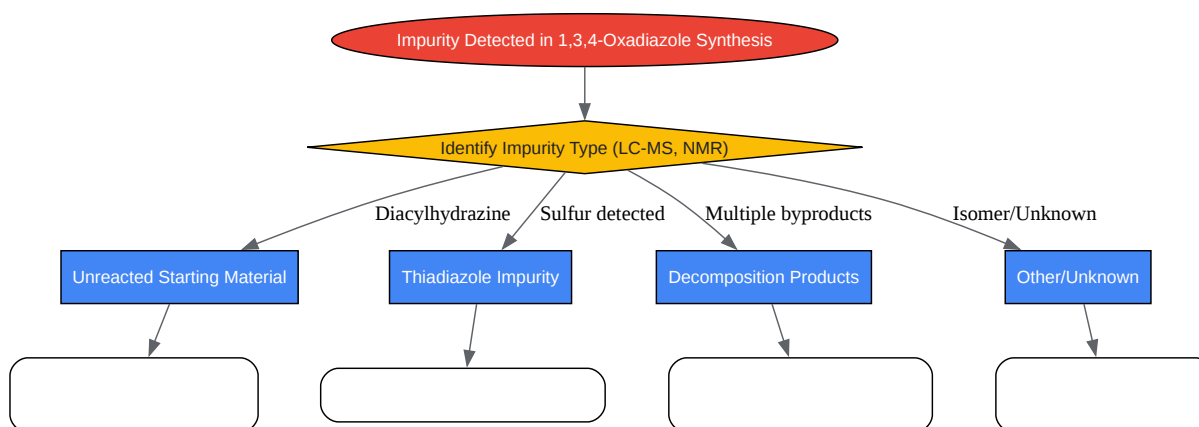 Impurity Detected in 1,3,4-Oxadiazole Synthesis
Identify Impurity Type (LC-MS, NMR)
Diacylhydrazine
Sulfur detected
Multiple byproducts
Isomer/Unknown
Unreacted Starting Material
Thiadiazole Impurity
Decomposition Products
Other/Unknown